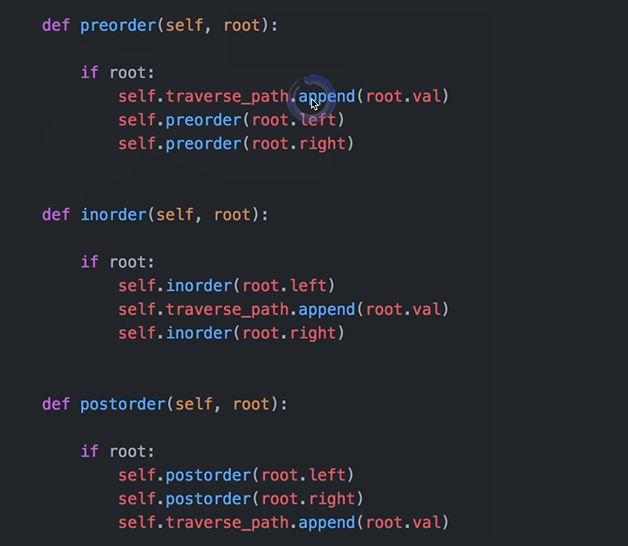 def preorder(self, root):
if root:
self.traverse_path.append(root.val)
self.preorder(root.left)
self.preorder(root.right)
def inorder(self, root):
if root:
self.inorder(root.left)
self.traverse_path.append(root.val)
self.inorder(root.right)
def postorder(self, root):
if root:
self.postorder(root.left)
self.postorder(root.right)
self.traverse_path.append(root.val)